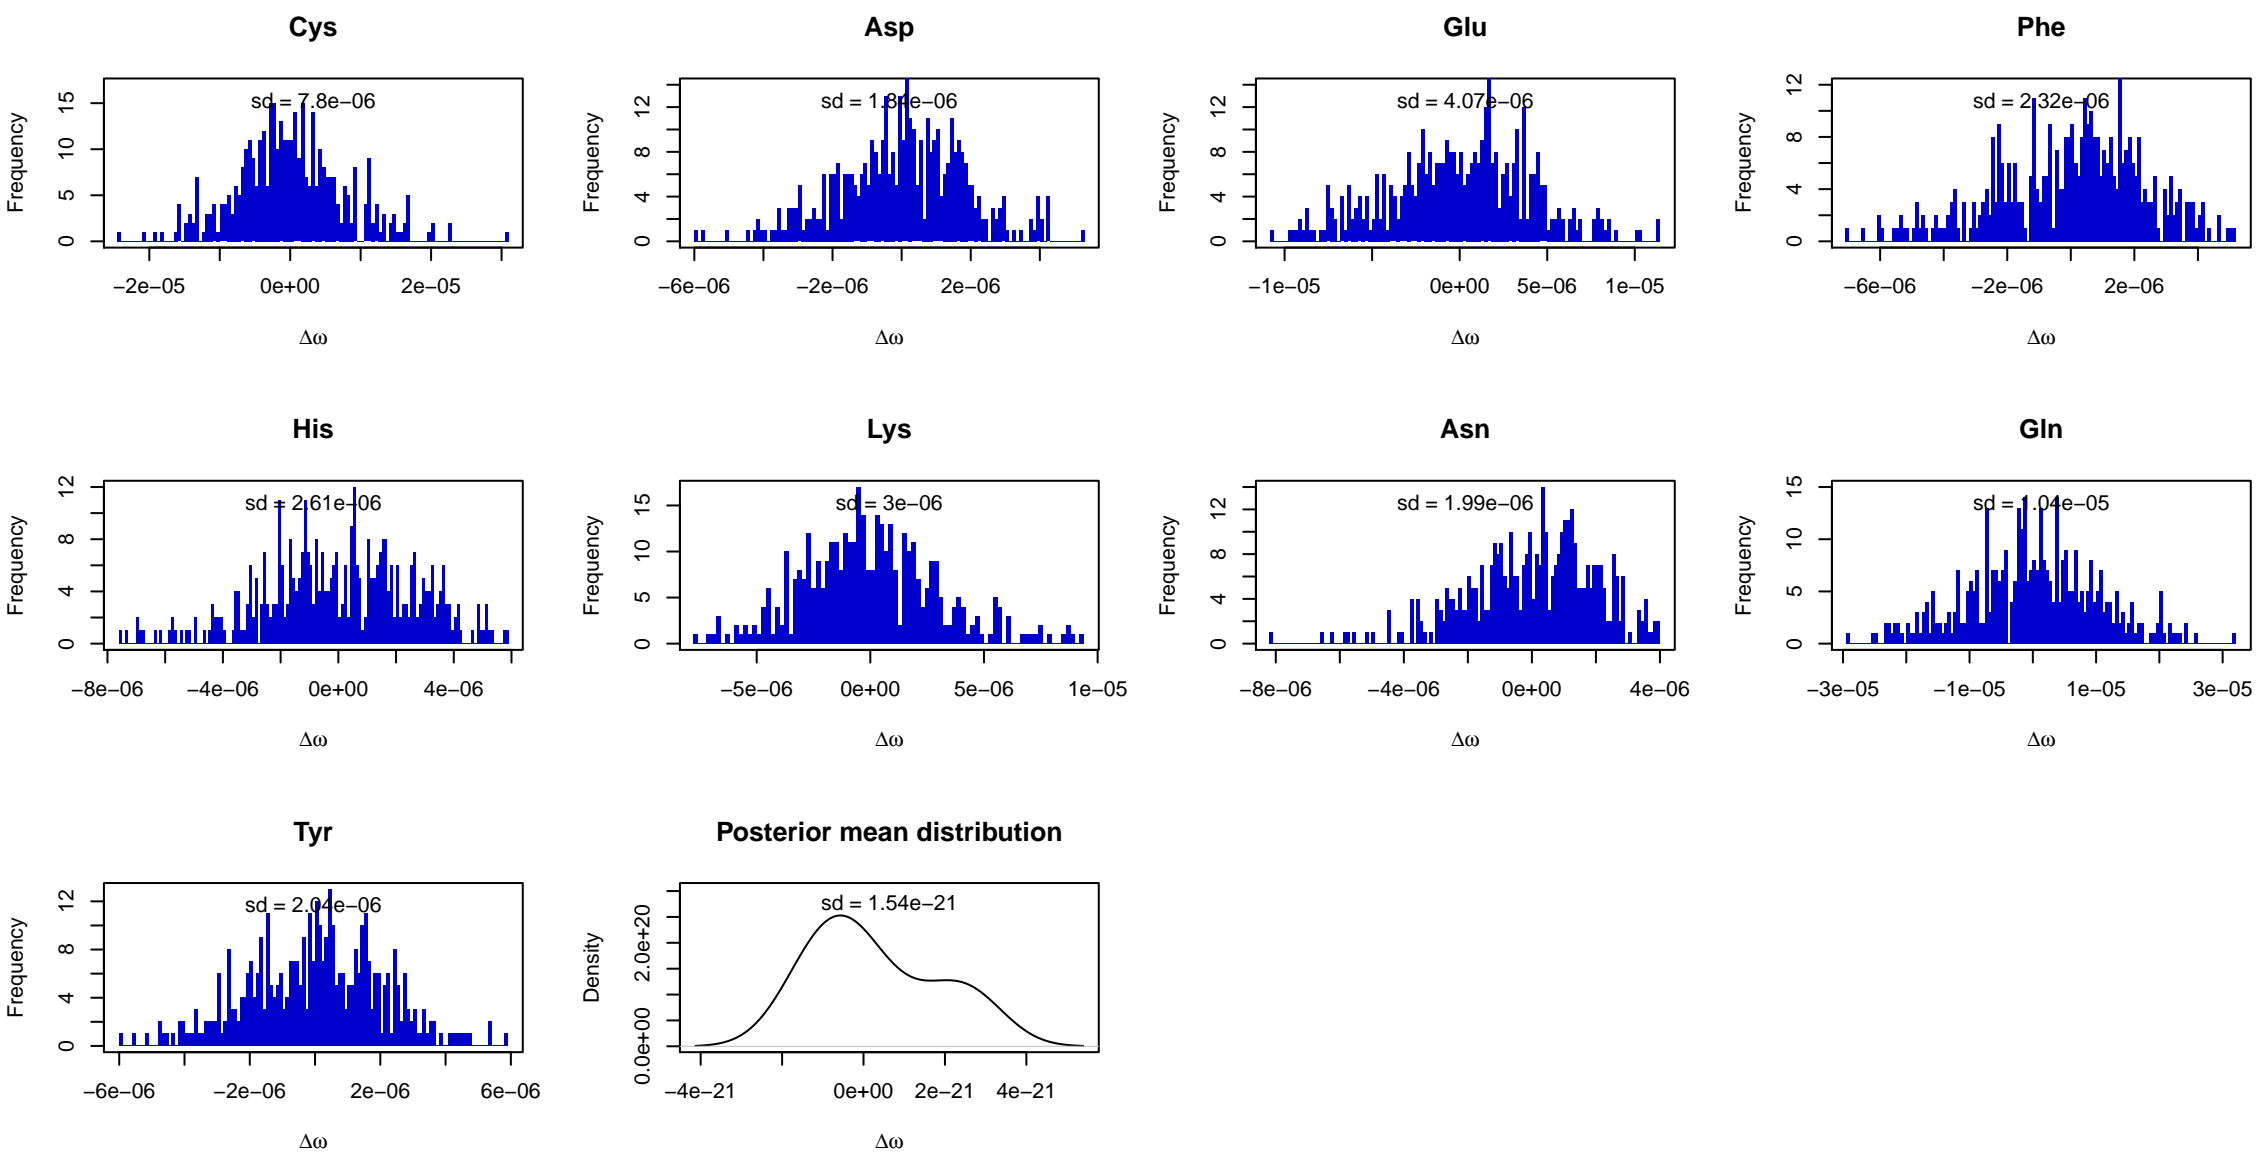 Cys
sd = 7.8e−06
Frequency
0 5 10 15
−2e−05 0e+00 2e−05
Δω
Asp
sd = 1.84e−06
Frequency
0 4 8 12
−6e−06 −2e−06 2e−06
Δω
Glu
sd = 4.07e−06
Frequency
0 4 8 12
−1e−05 0e+00 5e−06 1e−05
Δω
Phe
sd = 2.32e−06
Frequency
0 4 8 12
−6e−06 −2e−06 2e−06
Δω
His
sd = 2.61e−06
Frequency
0 4 8 12
−8e−06 −4e−06 0e+00 4e−06
Δω
Lys
sd = 3e−06
Frequency
0 5 10 15
−5e−06 0e+00 5e−06 1e−05
Δω
Asn
sd = 1.99e−06
Frequency
0 4 8 12
−8e−06 −4e−06 0e+00 4e−06
Δω
Gln
sd = 1.04e−05
Frequency
0 5 10 15
−3e−05 −1e−05 1e−05 3e−05
Δω
Tyr
sd = 2.04e−06
Frequency
0 4 8 12
−6e−06 −2e−06 2e−06 6e−06
Δω
Posterior mean distribution
sd = 1.54e−21
Density
0.0e+00 2.0e+20
−4e−21 0e+00 2e−21 4e−21
Δω